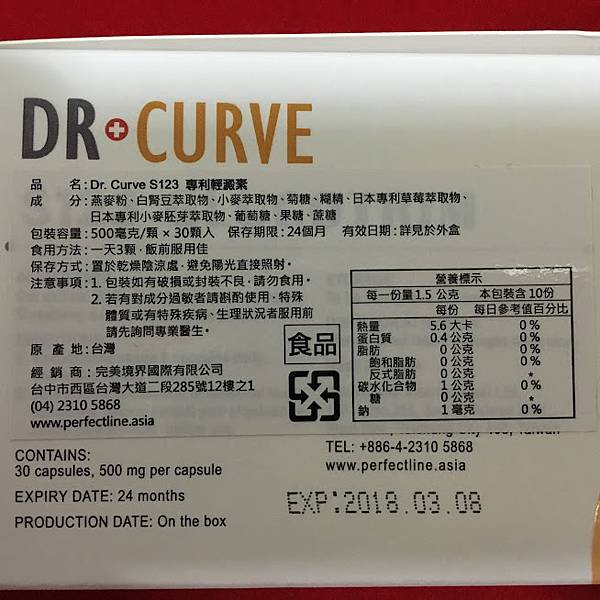 DR CURVE
品　名：Dr. Curve S123 專利輕澱素
成　分：燕麥粉、白腎豆萃取物、小麥萃取物、菊糖、糊精、日本專利草莓萃取物、
日本專利小麥胚芽萃取物、葡萄糖、果糖、蔗糖
包裝容量：500毫克/顆 × 30顆入　保存期限：24個月　有效日期：詳見於外盒
食用方法：一天3顆，飯前服用佳
保存方式：置於乾燥陰涼處，避免陽光直接照射。
注意事項：1. 包裝如有破損或封裝不良，請勿食用。
2. 若有對成分過敏者請斟酌使用，特殊
體質或有特殊疾病、生理狀況者服用前
請先詢問專業醫生。
原 產 地：台灣
經 銷 商：完美境界國際有限公司
台中市西區台灣大道二段285號12樓之1
(04) 2310 5868
www.perfectline.asia
食品
營養標示
每一份量1.5 公克　本包裝含10份
每份　每日參考值百分比
熱量　5.6 大卡　0%
蛋白質　0.4 公克　0%
脂肪　0 公克　0%
飽和脂肪　0 公克　0%
反式脂肪　0 公克　*
碳水化合物　1 公克　0%
糖　0 公克　*
鈉　1 毫克　0%
TEL: +886-4-2310 5868
www.perfectline.asia
CONTAINS:
30 capsules, 500 mg per capsule
EXPIRY DATE: 24 months
PRODUCTION DATE: On the box
EXP:2018.03.08